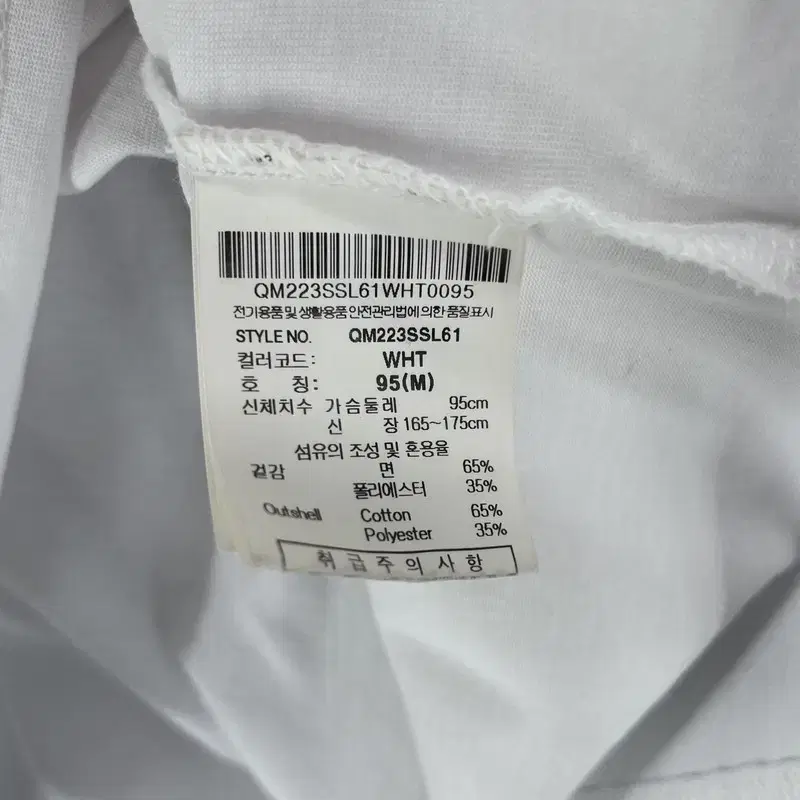 QM223SSL61WHT0095
전기용품 및 생활용품 안전관리법에 의한 품질표시
STYLE NO. QM223SSL61
컬러코드: WHT
호 칭: 95(M)
신체치수 가슴둘레 95cm
신 장 165~175cm
섬유의 조성 및 혼용율
겉감 면 65%
폴리에스터 35%
Outshell Cotton 65%
Polyester 35%
취급주의사항